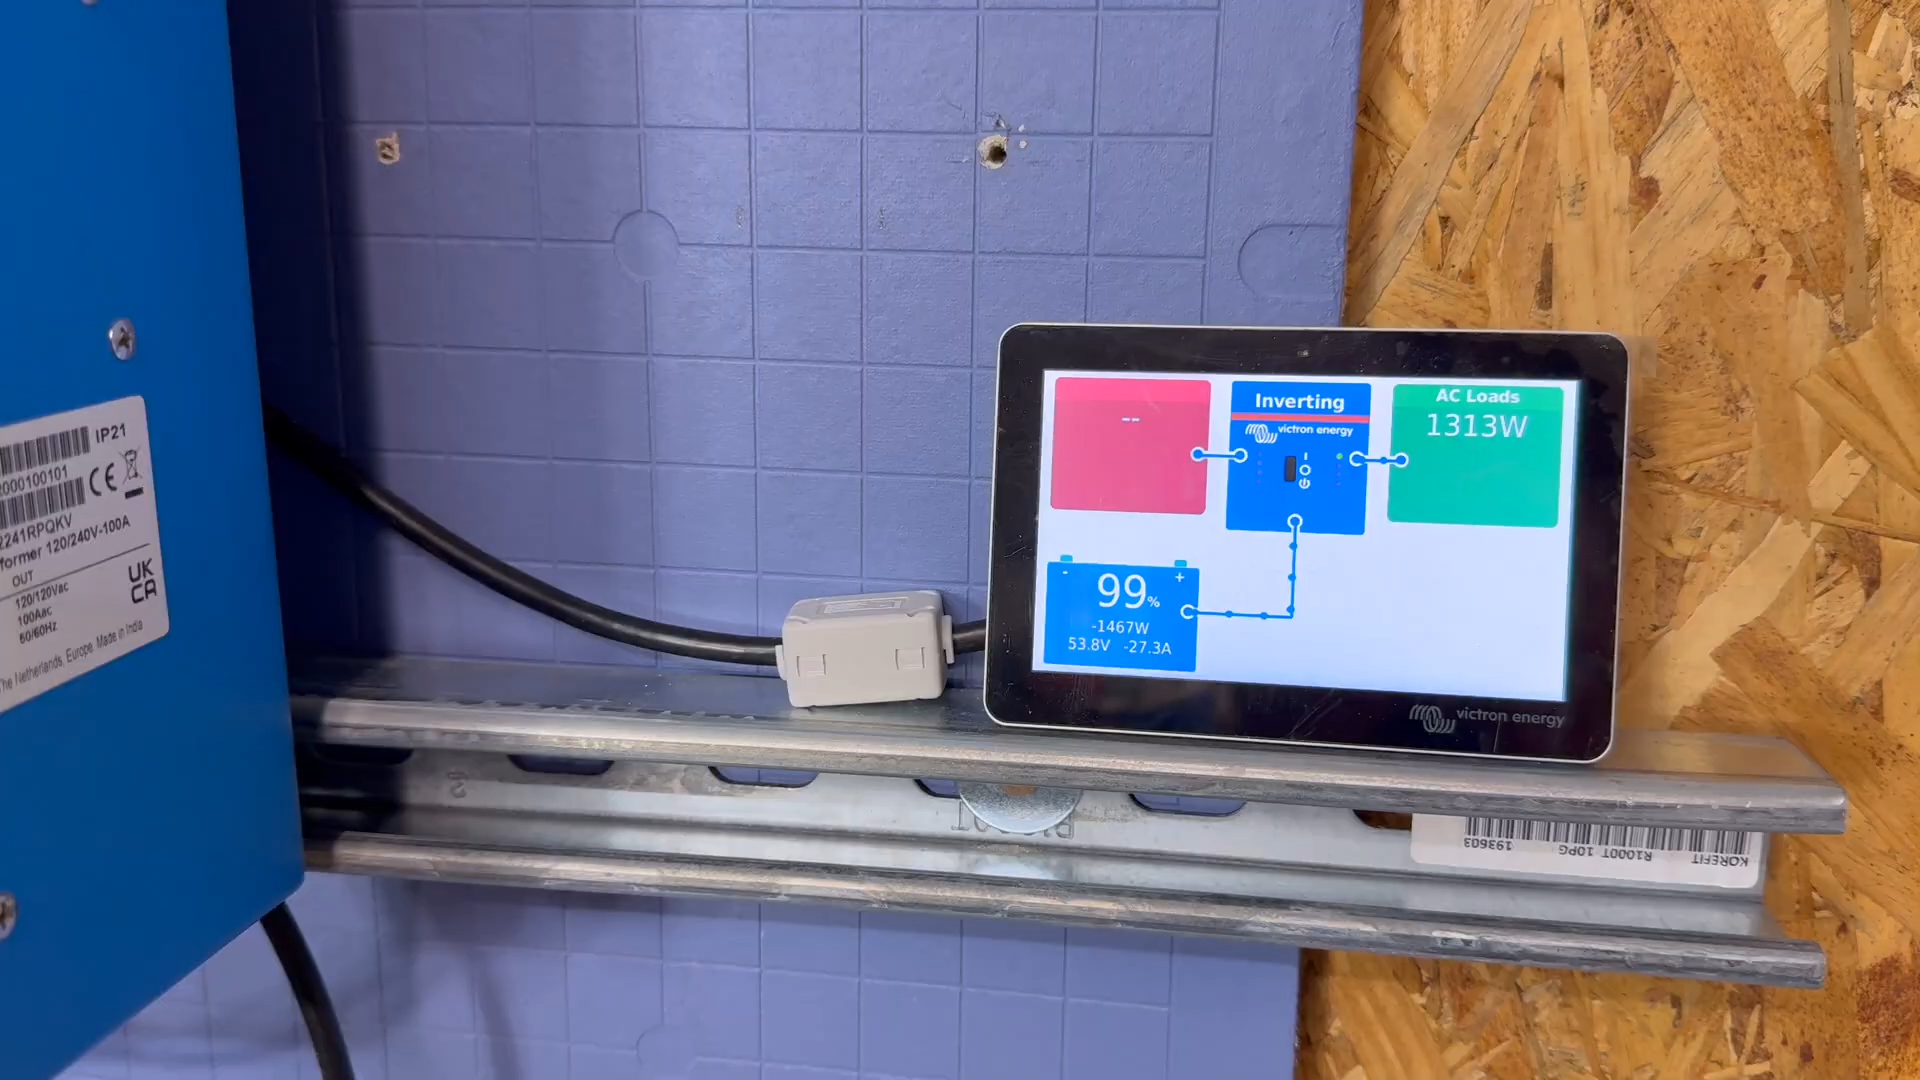 IP21
2000100101
CE
2241RPQKV
former 120/240V-100A
OUT
120/120Vac
100Aac
50/60Hz
UK
CA
The Netherlands, Europe. Made in India
--
Inverting
victron energy
AC Loads
1313W
- +
99%
-1467W
53.8V -27.3A
victron energy
KOREFIT R1000T 10PG 193603